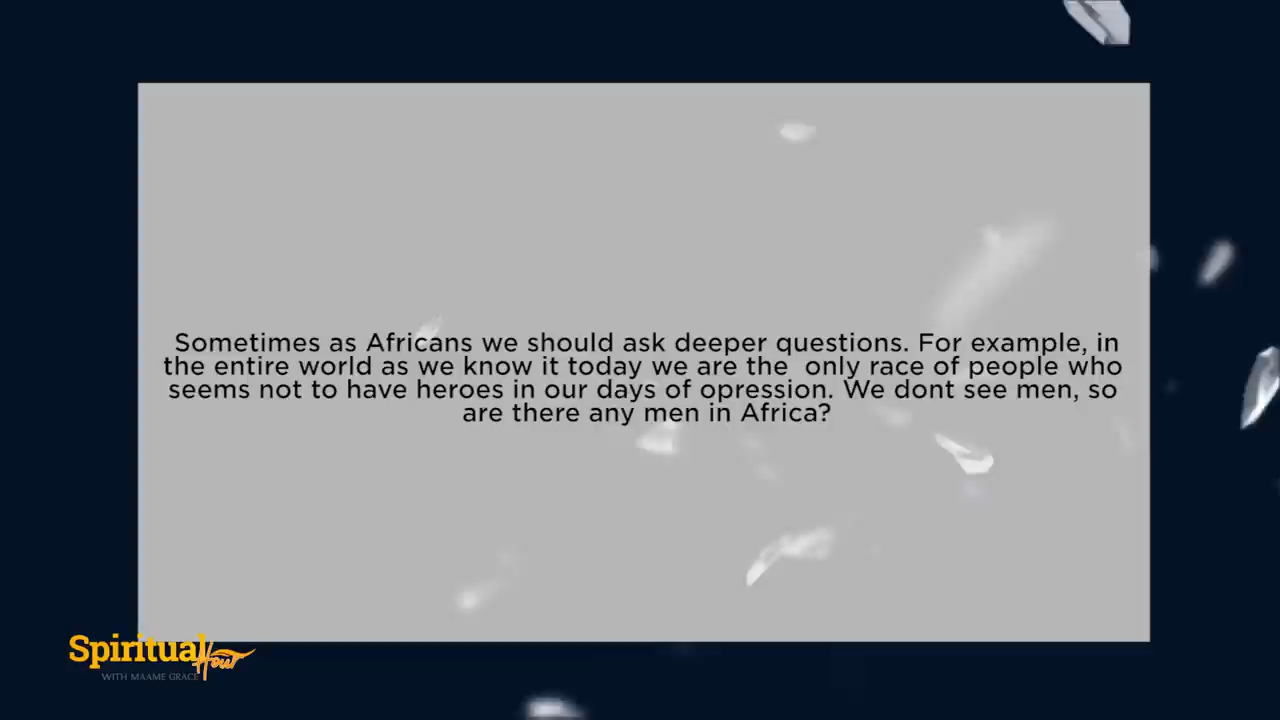 Sometimes as Africans we should ask deeper questions. For example, in
the entire world as we know it today we are the  only race of people who
seems not to have heroes in our days of opression. We dont see men, so
are there any men in Africa?
Spiritual Hour
WITH MAAME GRACE